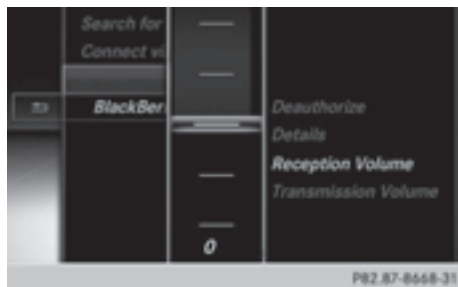 Search for
Connect vi
BlackBer
Deauthorize
Details
Reception Volume
Transmission Volume
0
P82.87-8668-31